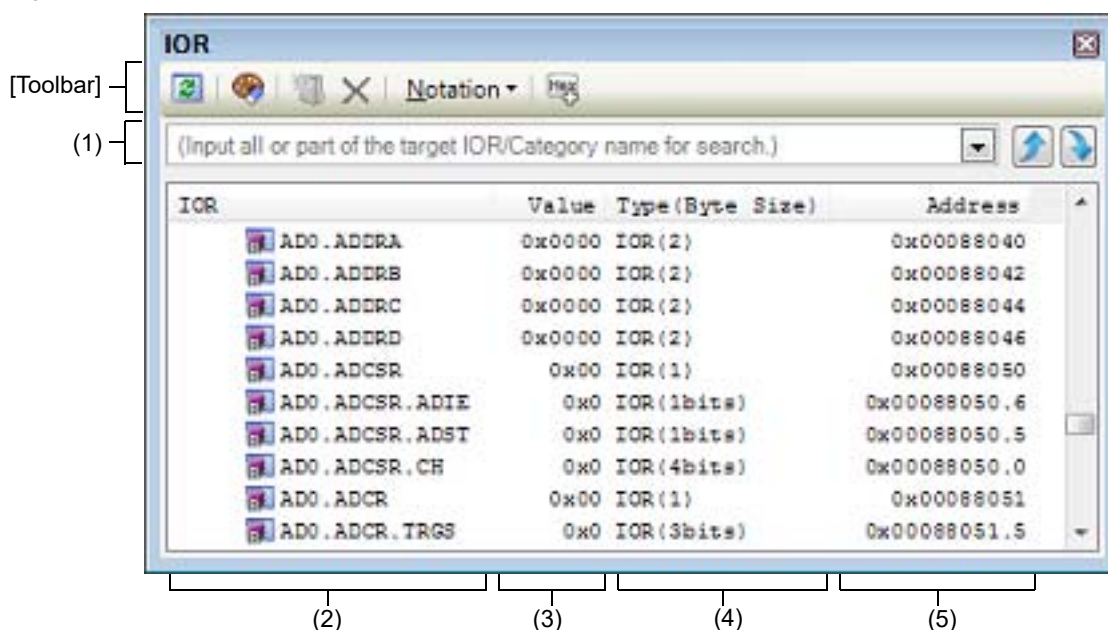 IOR
[Toolbar]
Notation
Hex
(1)
(Input all or part of the target IOR/Category name for search.)
IOR Value Type(Byte Size) Address
AD0.ADDRA 0x0000 IOR(2) 0x00088040
AD0.ADDRB 0x0000 IOR(2) 0x00088042
AD0.ADDRC 0x0000 IOR(2) 0x00088044
AD0.ADDRD 0x0000 IOR(2) 0x00088046
AD0.ADCSR 0x00 IOR(1) 0x00088050
AD0.ADCSR.ADIE 0x0 IOR(1bits) 0x00088050.6
AD0.ADCSR.ADST 0x0 IOR(1bits) 0x00088050.5
AD0.ADCSR.CH 0x0 IOR(4bits) 0x00088050.0
AD0.ADCR 0x00 IOR(1) 0x00088051
AD0.ADCR.TRGS 0x0 IOR(3bits) 0x00088051.5
(2) (3) (4) (5)